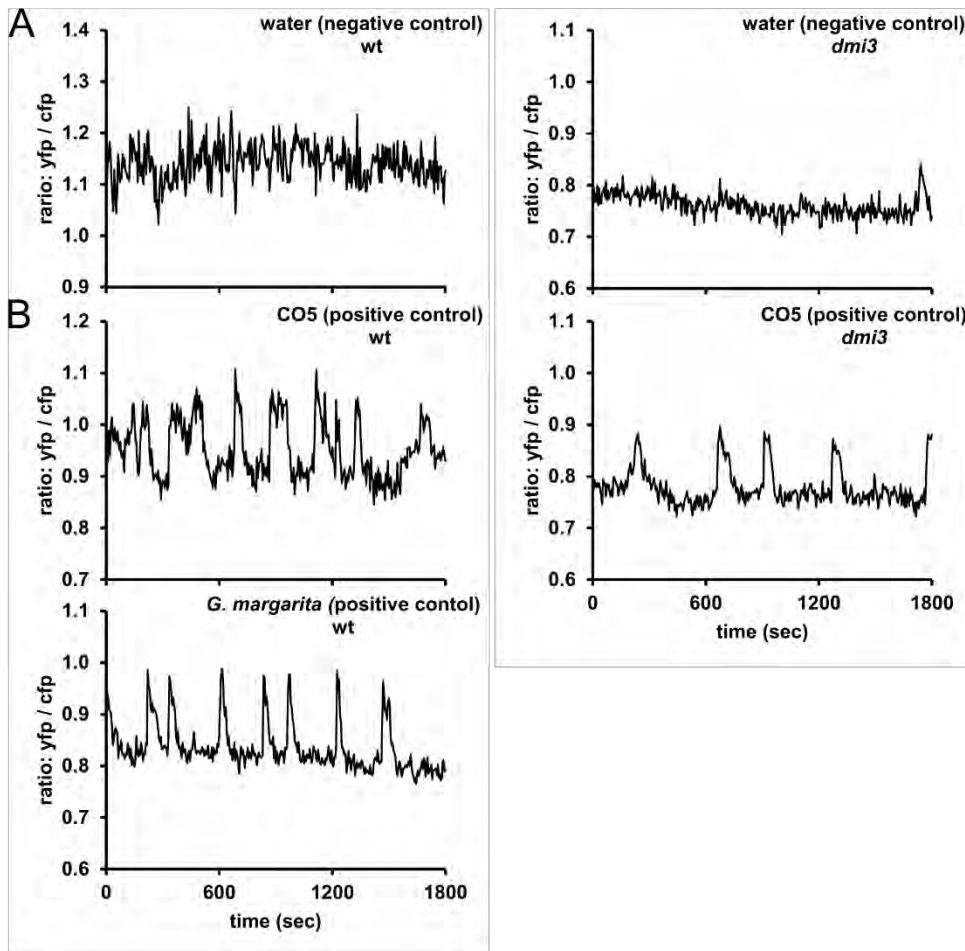 A
water (negative control)
wt
rario: yfp / cfp
1.4
1.3
1.2
1.1
1.0
0.9
water (negative control)
dmi3
ratio: yfp / cfp
1.1
1.0
0.9
0.8
0.7
0.6
B
CO5 (positive control)
wt
ratio: yfp / cfp
1.2
1.1
1.0
0.9
0.8
0.7
CO5 (positive control)
dmi3
ratio: yfp / cfp
1.1
1.0
0.9
0.8
0.7
0.6
0 600 1200 1800
time (sec)
G. margarita (positive contol)
wt
ratio: yfp / cfp
1.1
1.0
0.9
0.8
0.7
0.6
0 600 1200 1800
time (sec)